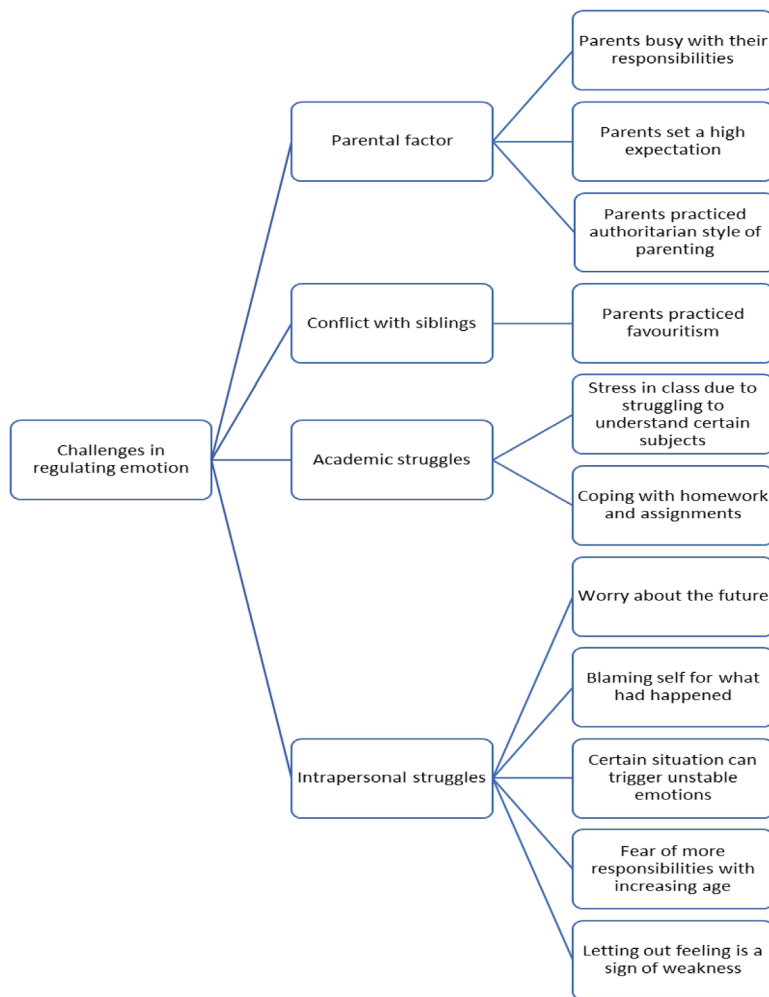 Parents busy with their
responsibilities
Parental factor
Parents set a high
expectation
Parents practiced
authoritarian style of
parenting
Conflict with siblings
Parents practiced
favouritism
Challenges in
regulating emotion
Academic struggles
Stress in class due to
struggling to
understand certain
subjects
Coping with homework
and assignments
Intrapersonal struggles
Worry about the future
Blaming self for what
had happened
Certain situation can
trigger unstable
emotions
Fear of more
responsibilities with
increasing age
Letting out feeling is a
sign of weakness